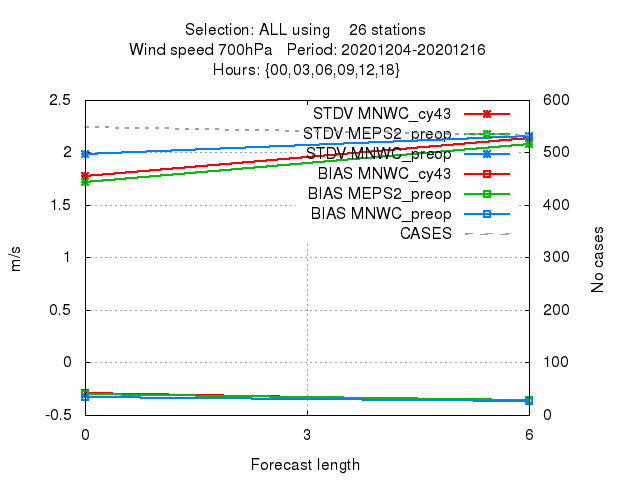 Selection: ALL using 26 stations
Wind speed 700hPa Period: 20201204-20201216
Hours: {00,03,06,09,12,18}
2.5
2
1.5
1
0.5
0
-0.5
600
500
400
300
200
100
0
STDV MNWC_cy43
STDV MEPS2_preop
STDV MNWC_preop
BIAS MNWC_cy43
BIAS MEPS2_preop
BIAS MNWC_preop
CASES
m/s
No cases
0 3 6
Forecast length